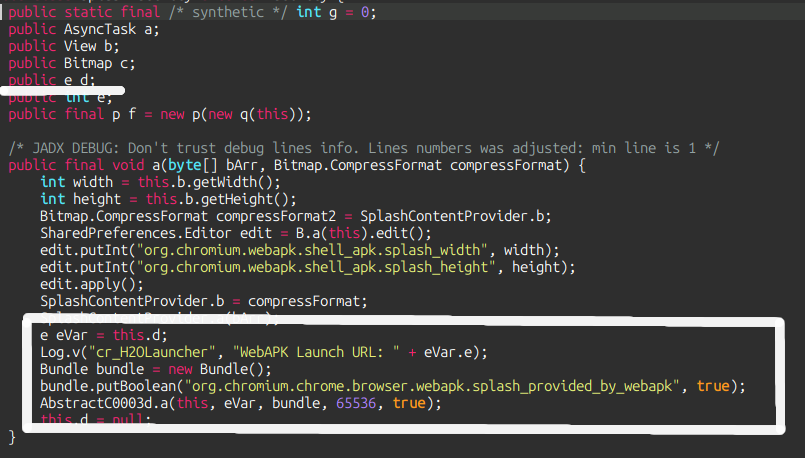 public static final /* synthetic */ int g = 0;
public AsyncTask a;
public View b;
public Bitmap c;
public e d;
public int e;
public final p f = new p(new q(this));
/* JADX DEBUG: Don't trust debug lines info. Lines numbers was adjusted: min line is 1 */
public final void a(byte[] bArr, Bitmap.CompressFormat compressFormat) {
int width = this.b.getWidth();
int height = this.b.getHeight();
Bitmap.CompressFormat compressFormat2 = SplashContentProvider.b;
SharedPreferences.Editor edit = B.a(this).edit();
edit.putInt("org.chromium.webapk.shell_apk.splash_width", width);
edit.putInt("org.chromium.webapk.shell_apk.splash_height", height);
edit.apply();
SplashContentProvider.b = compressFormat;
e eVar = this.d;
Log.v("cr_H2OLauncher", "WebAPK Launch URL: " + eVar.e);
Bundle bundle = new Bundle();
bundle.putBoolean("org.chromium.chrome.browser.webapk.splash_provided_by_webapk", true);
AbstractC0003d.a(this, eVar, bundle, 65536, true);
this.d = null;
}